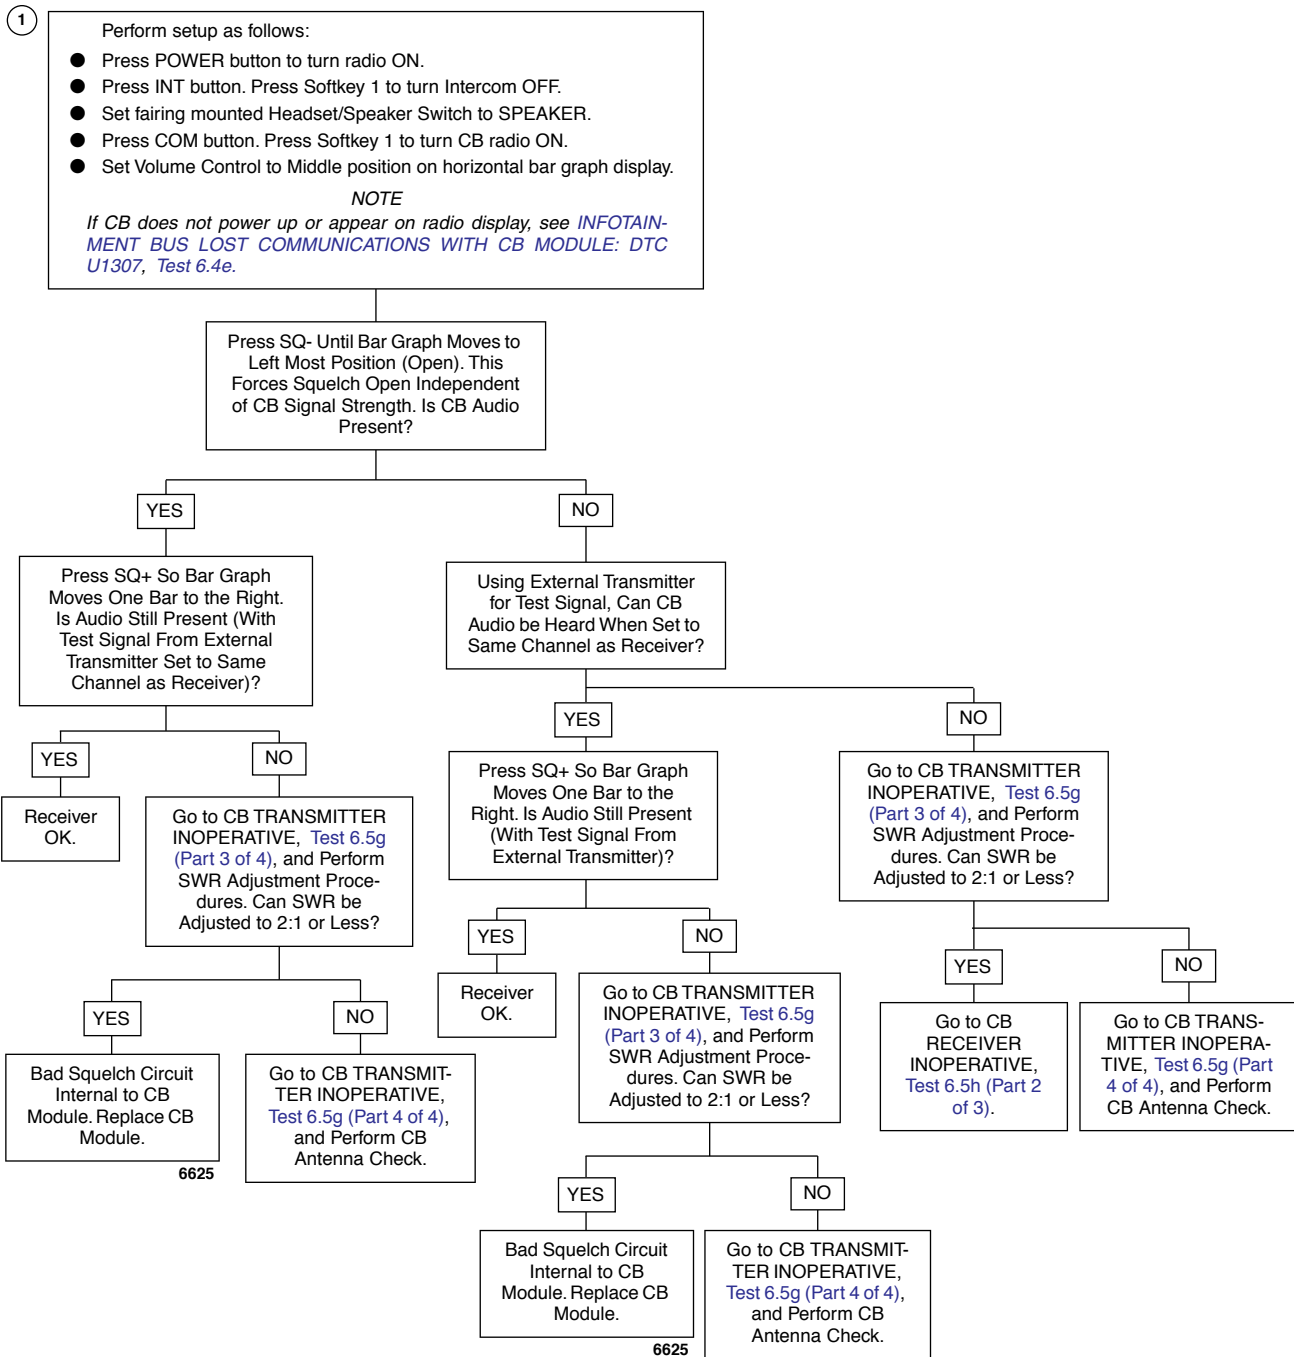 1
Perform setup as follows:
● Press POWER button to turn radio ON.
● Press INT button. Press Softkey 1 to turn Intercom OFF.
● Set fairing mounted Headset/Speaker Switch to SPEAKER.
● Press COM button. Press Softkey 1 to turn CB radio ON.
● Set Volume Control to Middle position on horizontal bar graph display.
NOTE
If CB does not power up or appear on radio display, see INFOTAIN-
MENT BUS LOST COMMUNICATIONS WITH CB MODULE: DTC
U1307, Test 6.4e.
Press SQ- Until Bar Graph Moves to
Left Most Position (Open). This
Forces Squelch Open Independent
of CB Signal Strength. Is CB Audio
Present?
YES
NO
Press SQ+ So Bar Graph
Moves One Bar to the Right.
Is Audio Still Present (With
Test Signal From External
Transmitter Set to Same
Channel as Receiver)?
Using External Transmitter
for Test Signal, Can CB
Audio be Heard When Set to
Same Channel as Receiver?
YES
NO
YES
NO
Receiver
OK.
Go to CB TRANSMITTER
INOPERATIVE, Test 6.5g
(Part 3 of 4), and Perform
SWR Adjustment Proce-
dures. Can SWR be
Adjusted to 2:1 or Less?
Press SQ+ So Bar Graph
Moves One Bar to the
Right. Is Audio Still Present
(With Test Signal From
External Transmitter)?
Go to CB TRANSMITTER
INOPERATIVE, Test 6.5g
(Part 3 of 4), and Perform
SWR Adjustment Proce-
dures. Can SWR be
Adjusted to 2:1 or Less?
YES
NO
YES
NO
YES
NO
Bad Squelch Circuit
Internal to CB
Module. Replace CB
Module.
6625
Go to CB TRANSMIT-
TER INOPERATIVE,
Test 6.5g (Part 4 of 4),
and Perform CB
Antenna Check.
Receiver
OK.
Go to CB TRANSMITTER
INOPERATIVE, Test 6.5g
(Part 3 of 4), and Perform
SWR Adjustment Proce-
dures. Can SWR be
Adjusted to 2:1 or Less?
Go to CB
RECEIVER
INOPERATIVE,
Test 6.5h (Part 2
of 3).
Go to CB TRANS-
MITTER INOPERA-
TIVE, Test 6.5g (Part
4 of 4), and Perform
CB Antenna Check.
YES
NO
Bad Squelch Circuit
Internal to CB
Module. Replace CB
Module.
6625
Go to CB TRANSMIT-
TER INOPERATIVE,
Test 6.5g (Part 4 of 4),
and Perform CB
Antenna Check.